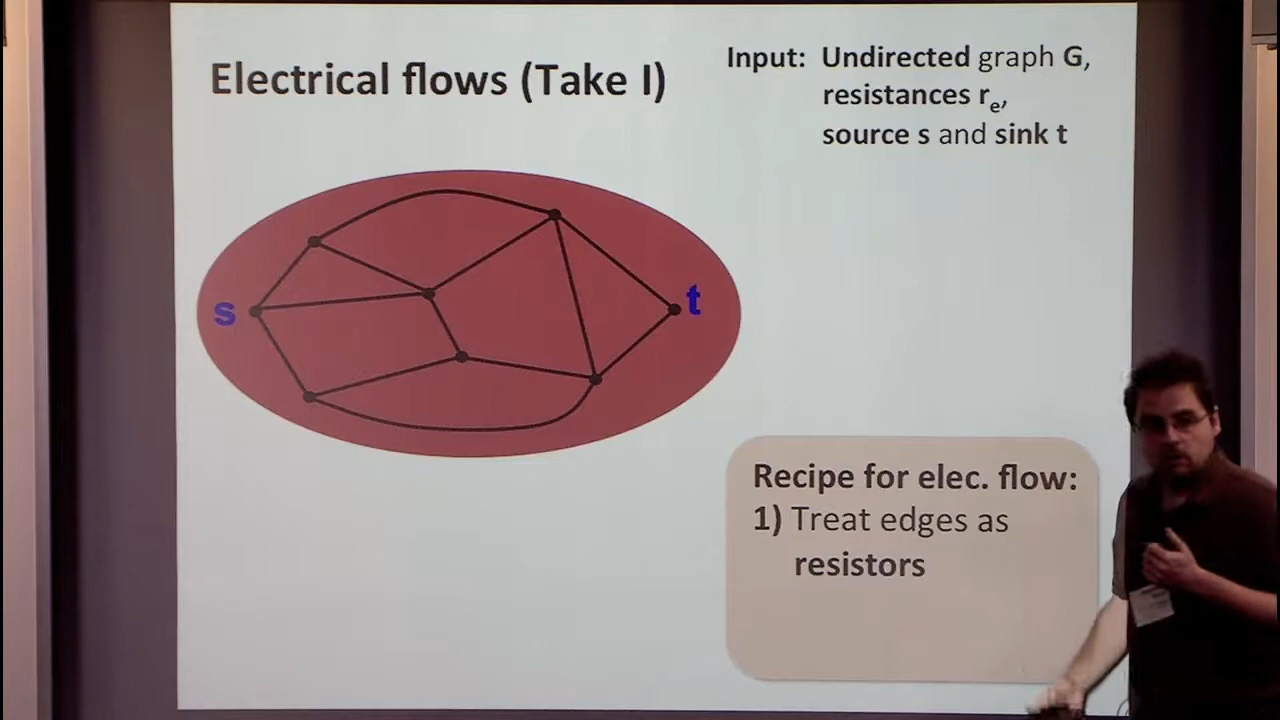 Electrical flows (Take I)
Input: Undirected graph G,
resistances re,
source s and sink t
s
t
Recipe for elec. flow:
1) Treat edges as
resistors